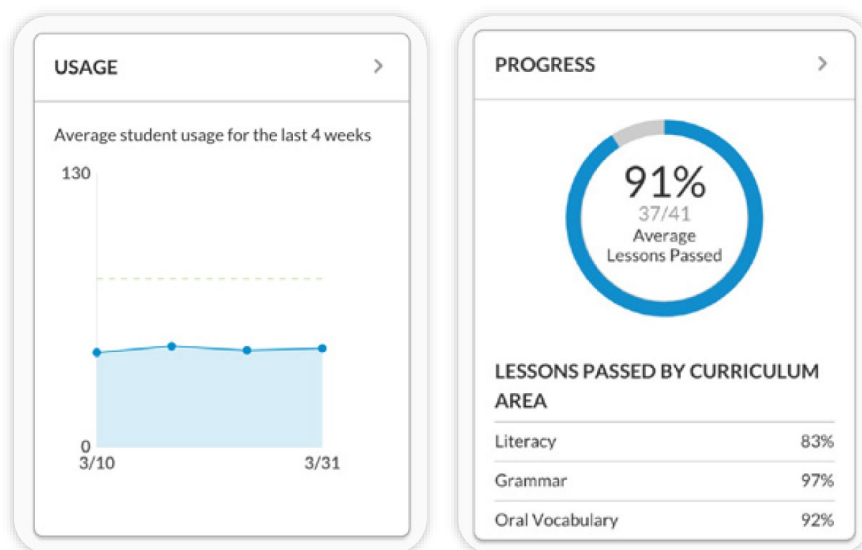 USAGE
Average student usage for the last 4 weeks
130
0
3/10
3/31
PROGRESS
91%
37/41
Average
Lessons Passed
LESSONS PASSED BY CURRICULUM
AREA
Literacy 83%
Grammar 97%
Oral Vocabulary 92%